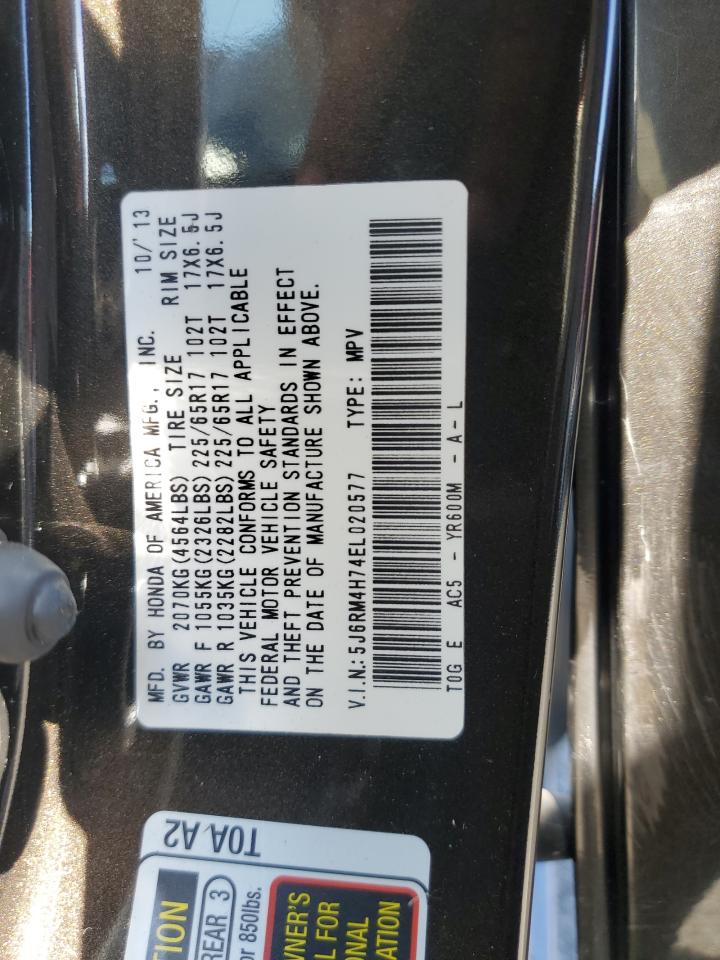 MFD. BY HONDA OF AMERICA MFG., INC. 10/'13
GVWR 2070KG(4564LBS) TIRE SIZE RIM SIZE
GAWR F 1055KG(2326LBS) 225/65R17 102T 17X6.5J
GAWR R 1035KG(2282LBS) 225/65R17 102T 17X6.5J
THIS VEHICLE CONFORMS TO ALL APPLICABLE
FEDERAL MOTOR VEHICLE SAFETY
AND THEFT PREVENTION STANDARDS IN EFFECT
ON THE DATE OF MANUFACTURE SHOWN ABOVE.
V.I.N.:5J6RM4H74EL020577 TYPE: MPV
T0G E AC5 - YR600M - A - L
T0A A2
REAR 3
850lbs.